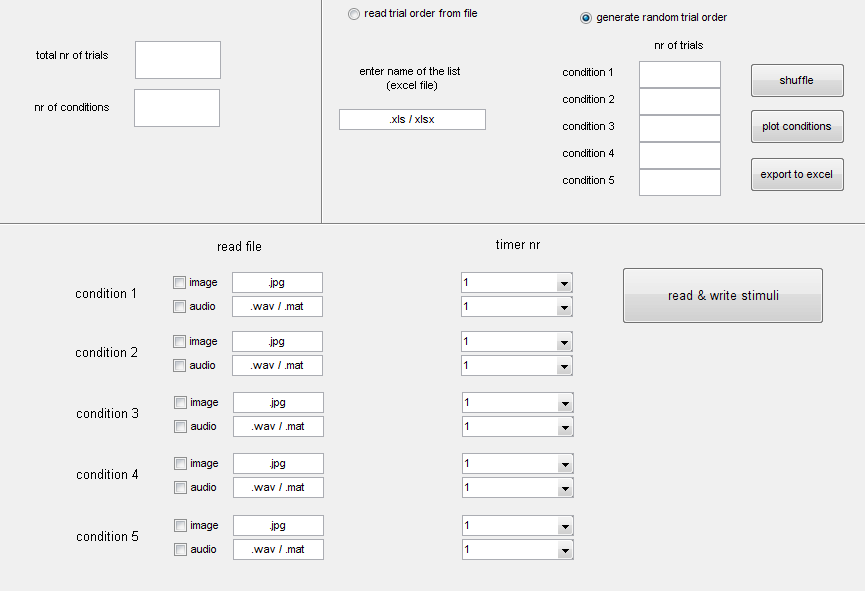 total nr of trials
nr of conditions
read trial order from file
enter name of the list
(excel file)
.xls / xlsx
generate random trial order
nr of trials
condition 1
condition 2
condition 3
condition 4
condition 5
shuffle
plot conditions
export to excel
read file
timer nr
condition 1
image
.jpg
1
audio
.wav / .mat
1
read & write stimuli
condition 2
image
.jpg
1
audio
.wav / .mat
1
condition 3
image
.jpg
1
audio
.wav / .mat
1
condition 4
image
.jpg
1
audio
.wav / .mat
1
condition 5
image
.jpg
1
audio
.wav / .mat
1